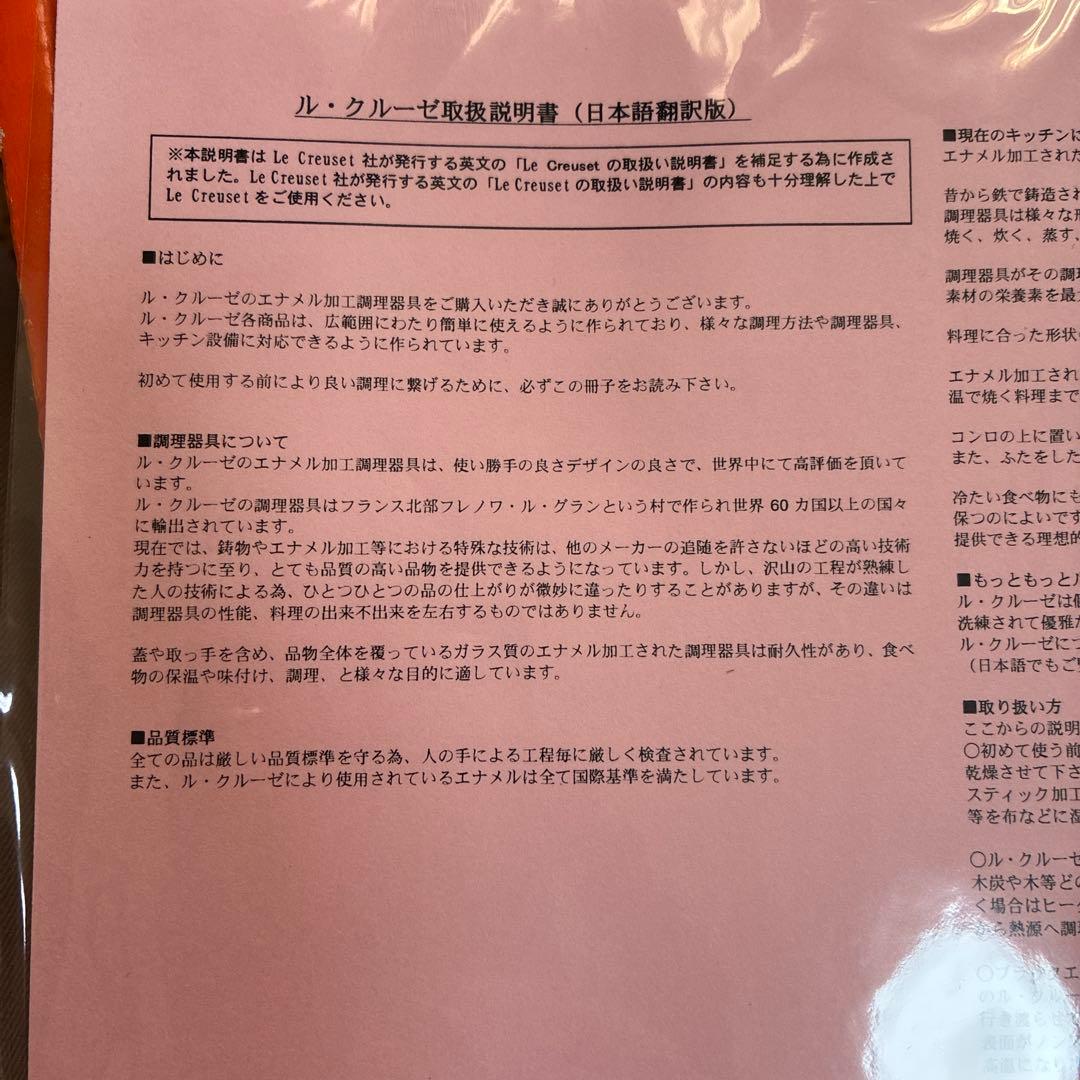 ル・クルーゼ取扱説明書（日本語翻訳版）
※本説明書は Le Creuset 社が発行する英文の「Le Creuset の取扱い説明書」を補足する為に作成さ
れました。Le Creuset 社が発行する英文の「Le Creuset の取扱い説明書」の内容も十分理解した上で
Le Creuset をご使用ください。
■はじめに
ル・クルーゼのエナメル加工調理器具をご購入いただき誠にありがとうございます。
ル・クルーゼ各商品は、広範囲にわたり簡単に使えるように作られており、様々な調理方法や調理器具、
キッチン設備に対応できるように作られています。
初めて使用する前により良い調理に繋げるために、必ずこの冊子をお読み下さい。
■調理器具について
ル・クルーゼのエナメル加工調理器具は、使い勝手の良さデザインの良さで、世界中にて高評価を頂いて
います。
ル・クルーゼの調理器具はフランス北部フレノワ・ル・グランという村で作られ世界 60 カ国以上の国々
に輸出されています。
現在では、鋳物やエナメル加工等における特殊な技術は、他のメーカーの追随を許さないほどの高い技術
力を持つに至り、とても品質の高い品物を提供できるようになっています。しかし、沢山の工程が熟練し
た人の技術による為、ひとつひとつの品の仕上がりが微妙に違ったりすることがありますが、その違いは
調理器具の性能、料理の出来不出来を左右するものではありません。
蓋や取っ手を含め、品物全体を覆っているガラス質のエナメル加工された調理器具は耐久性があり、食べ
物の保温や味付け、調理、と様々な目的に適しています。
■品質標準
全ての品は厳しい品質標準を守る為、人の手による工程毎に厳しく検査されています。
また、ル・クルーゼにより使用されているエナメルは全て国際基準を満たしています。
■現在のキッチンに
エナメル加工された
昔から鉄で鋳造され
調理器具は様々な形
焼く、炊く、蒸す、
調理器具がその調理
素材の栄養素を最
料理に合った形状
エナメル加工され
温で焼く料理まで
コンロの上に置い
また、ふたをした
冷たい食べ物にも
保つのによいです
提供できる理想的
■もっともっとル
ル・クルーゼは
洗練されて優雅
ル・クルーゼにつ
（日本語でもご
■取り扱い方
ここからの説明
○初めて使う前
乾燥させて下さ
スティック加工
等を布などに湿
○ル・クルーゼ
木炭や木等どの
く場合はヒー
から熱源へ調
のル・クルー
行き渡らせ
表面がノン
高温になり